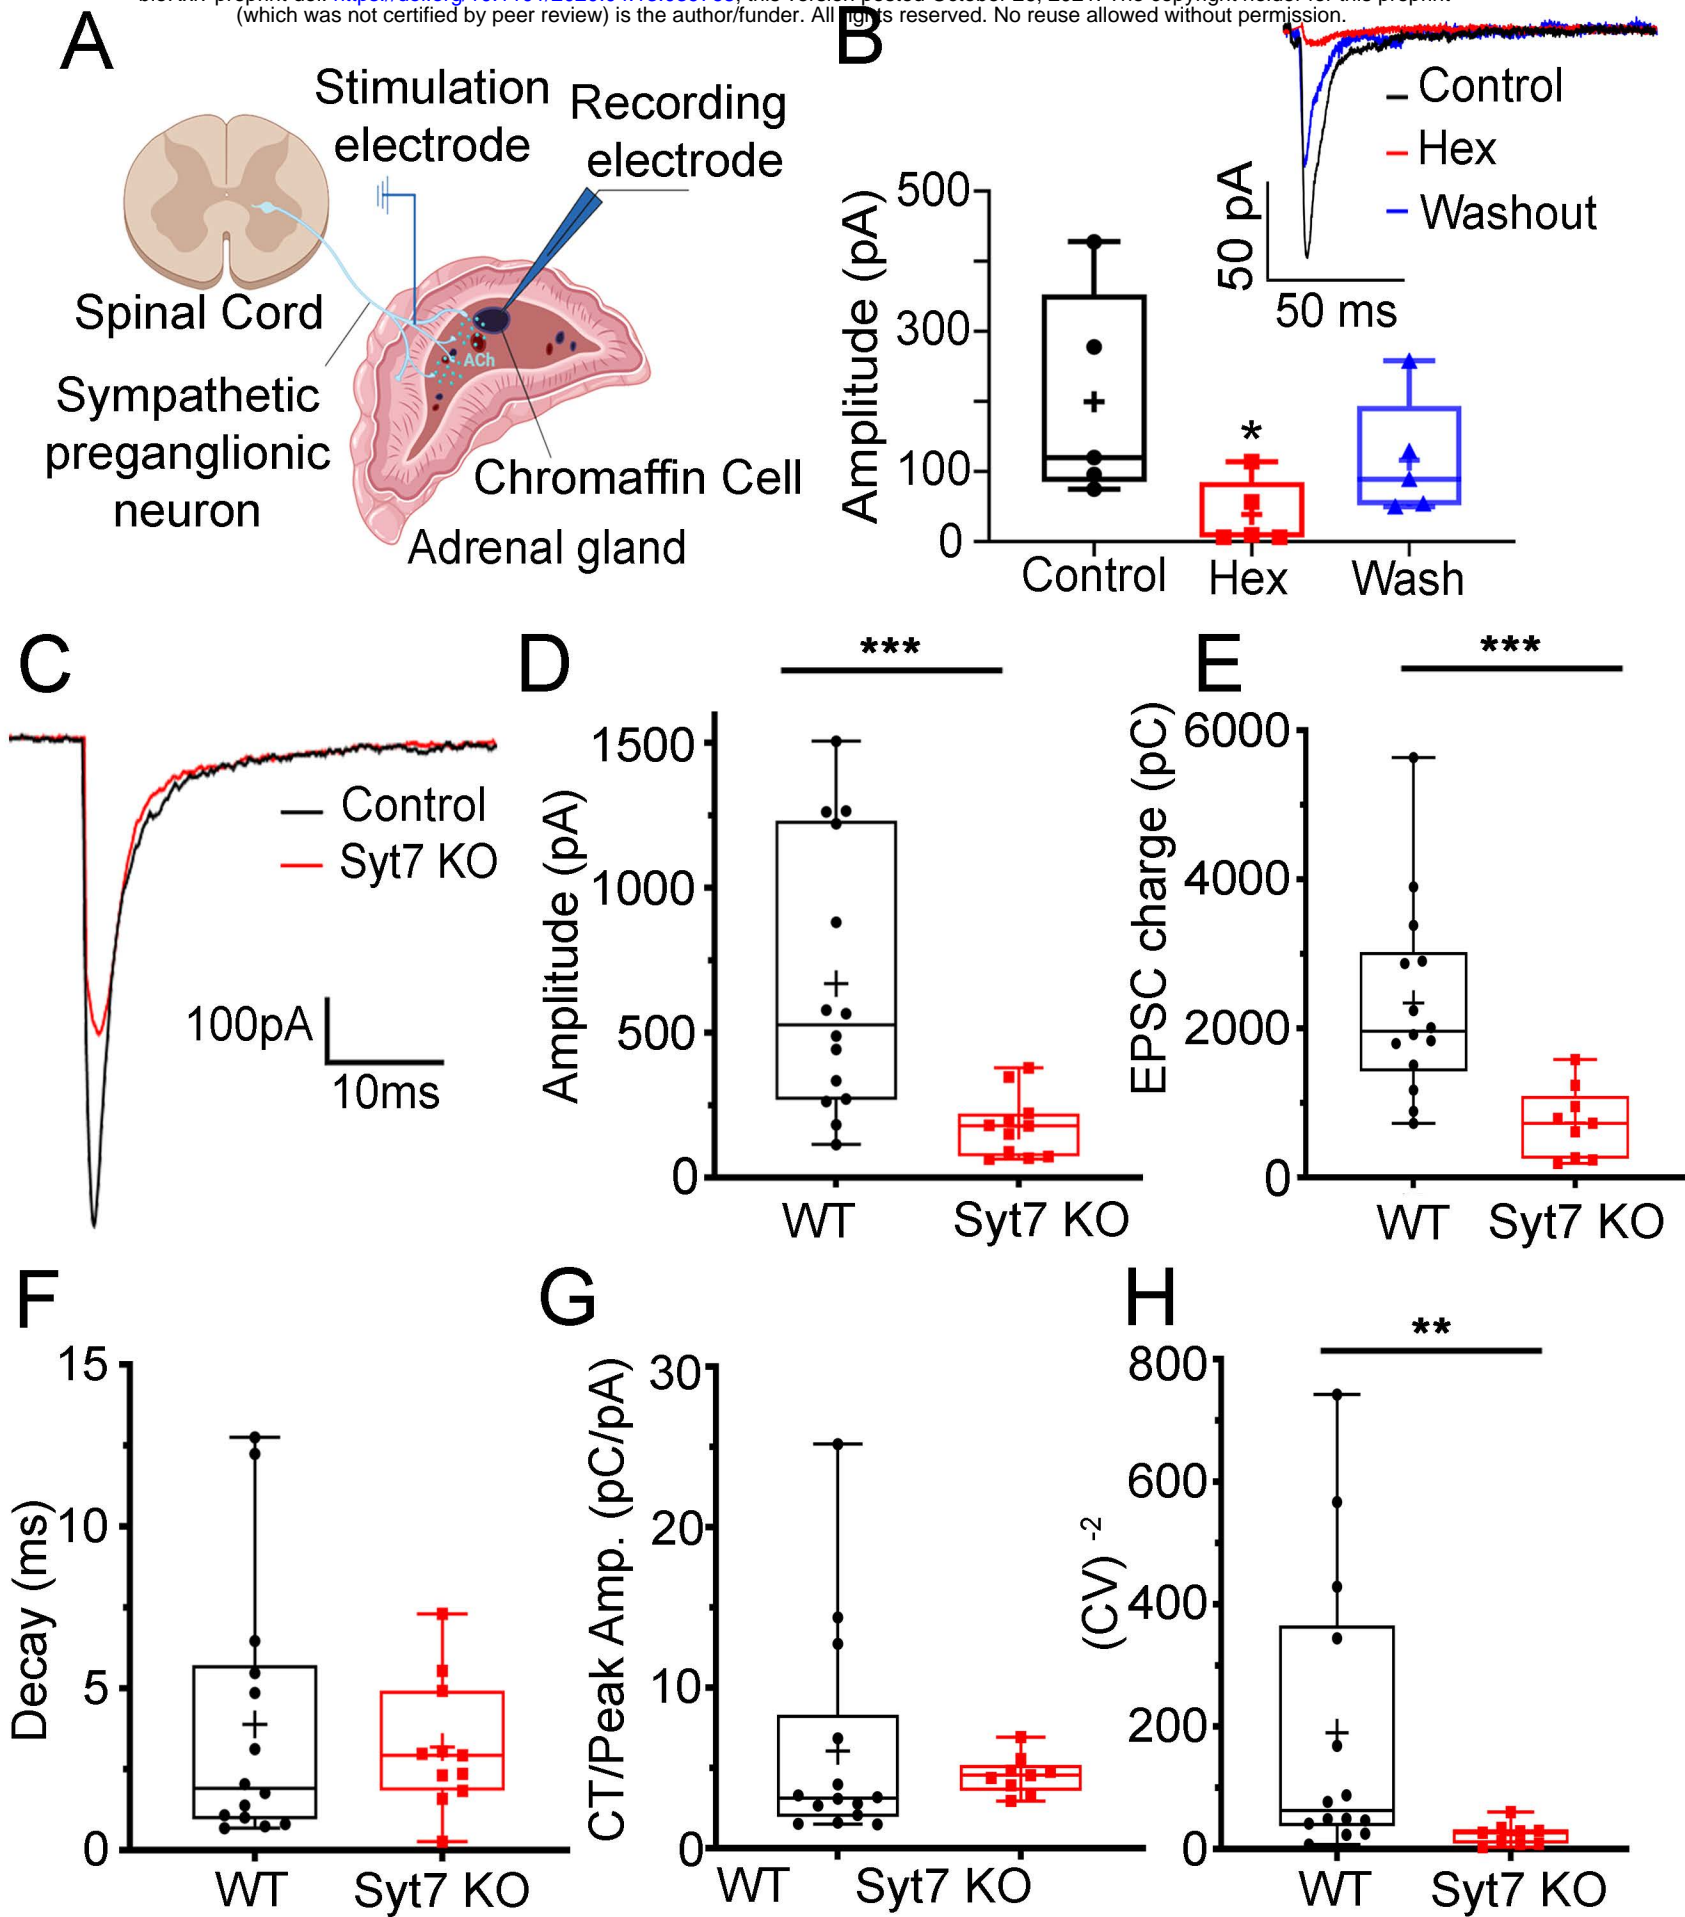 (which was not certified by peer review) is the author/funder. All rights reserved. No reuse allowed without permission.
A
Stimulation
electrode
Recording
electrode
Spinal Cord
ACh
Sympathetic
preganglionic
neuron
Chromaffin Cell
Adrenal gland
B
Control
Hex
Washout
50 pA
50 ms
Amplitude (pA)
500
300
100
0
*
Control Hex Wash
C
Control
Syt7 KO
100pA
10ms
D
***
Amplitude (pA)
1500
1000
500
0
WT Syt7 KO
E
***
EPSC charge (pC)
6000
4000
2000
0
WT Syt7 KO
F
Decay (ms)
15
10
5
0
WT Syt7 KO
G
CT/Peak Amp. (pC/pA)
30
20
10
0
WT Syt7 KO
H
**
(CV) -2
800
600
400
200
0
WT Syt7 KO